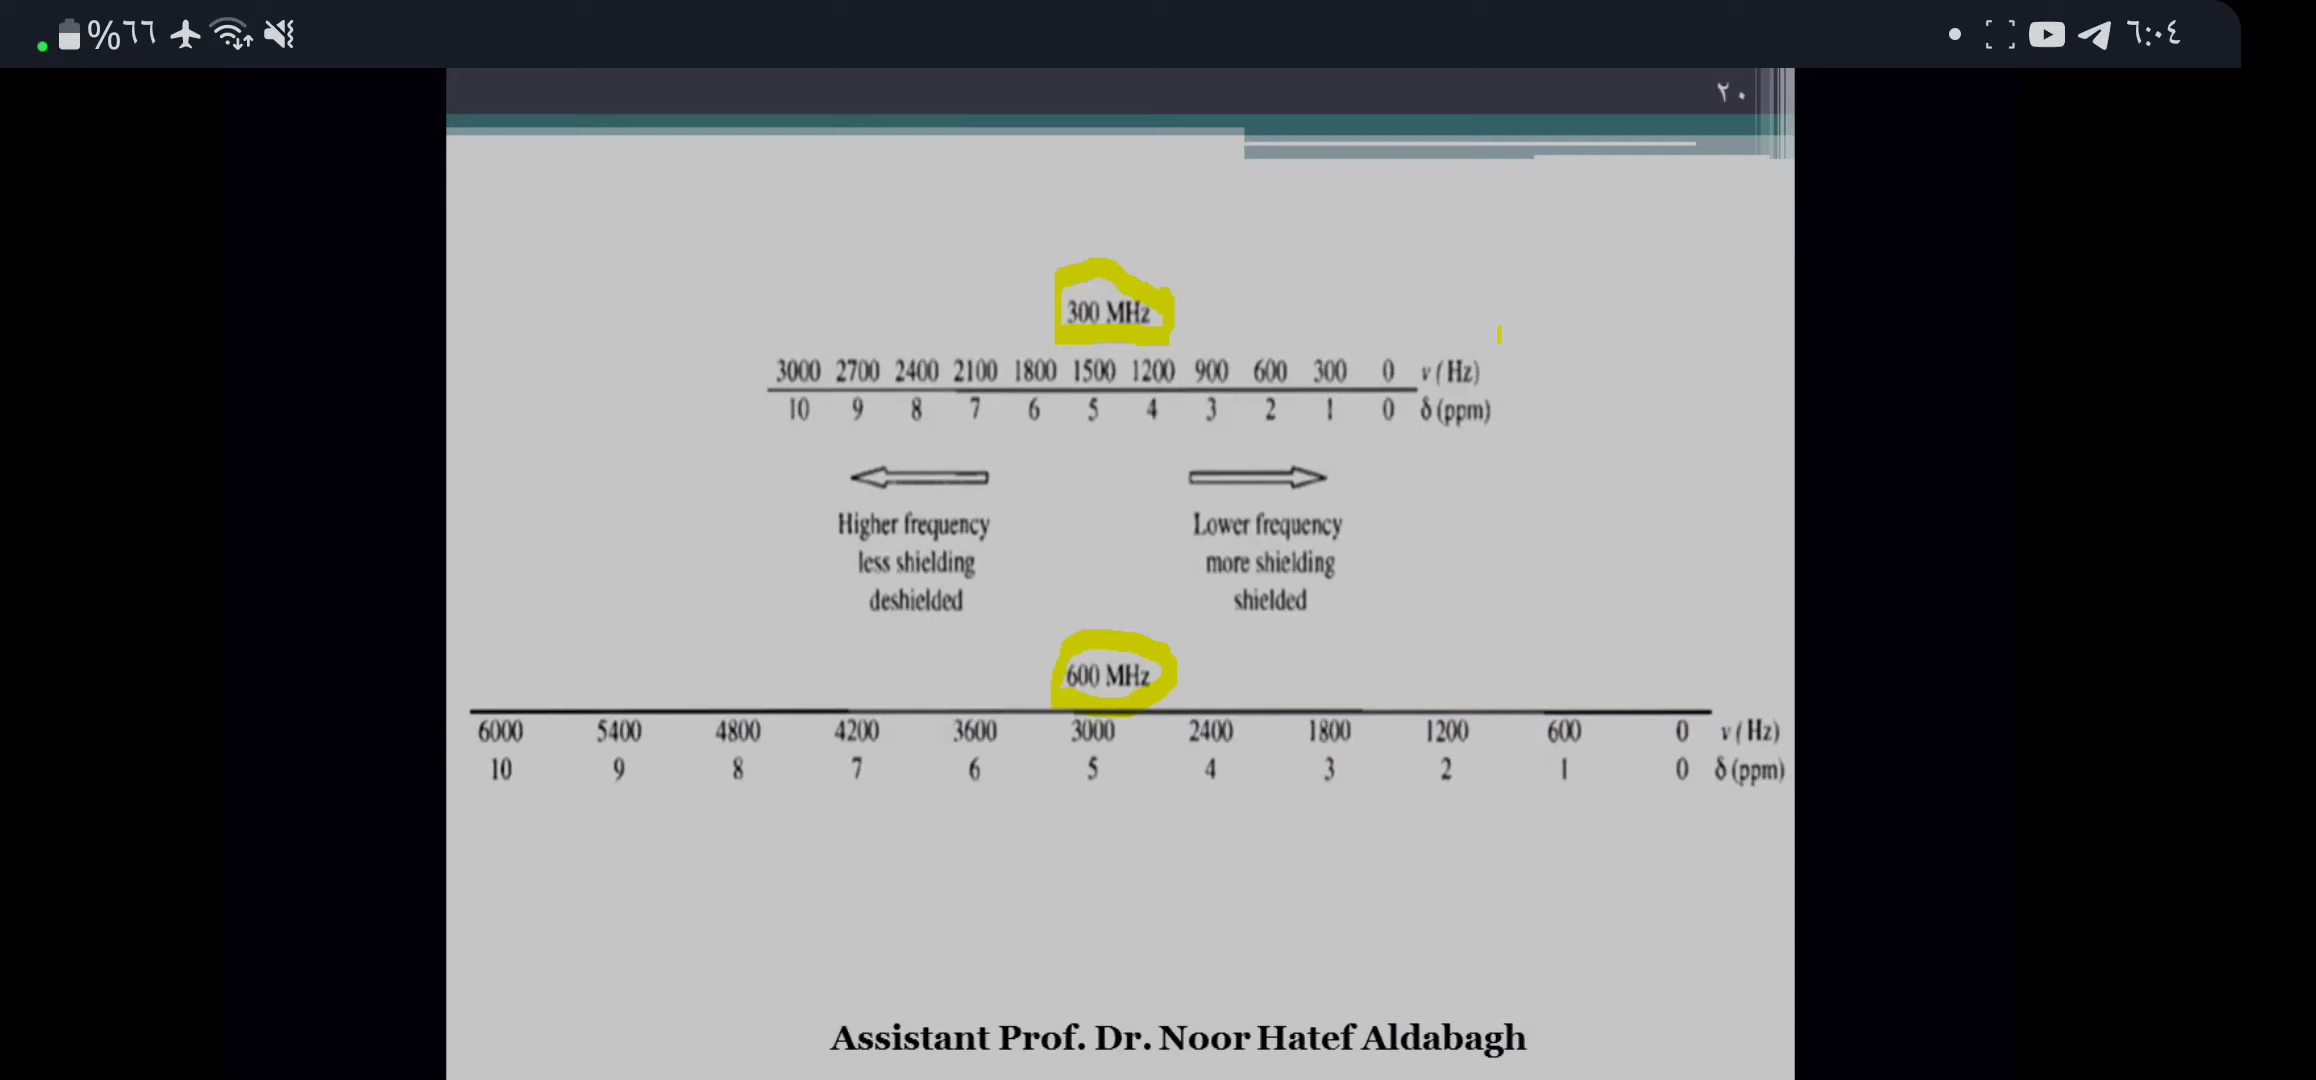 %٦٦
٦:٠٤
٢٠
300 MHz
3000 2700 2400 2100 1800 1500 1200 900 600 300 0 ν (Hz)
10 9 8 7 6 5 4 3 2 1 0 δ (ppm)
Higher frequency
less shielding
deshielded
Lower frequency
more shielding
shielded
600 MHz
6000 5400 4800 4200 3600 3000 2400 1800 1200 600 0 ν (Hz)
10 9 8 7 6 5 4 3 2 1 0 δ (ppm)
Assistant Prof. Dr. Noor Hatef Aldabagh